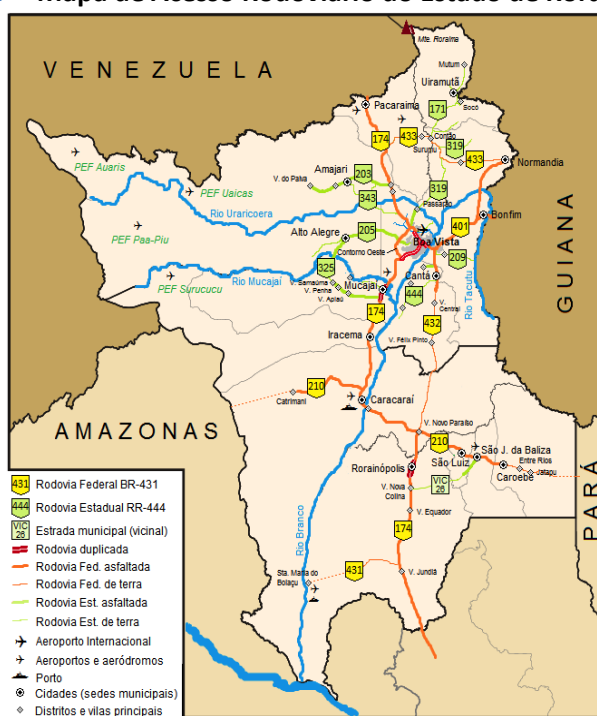 Mapa de Acesso Rodoviário do Estado de Rora
VENEZUELA
Mte. Roraima
Mutum
Uiramutã
Socó
171
Pacaraima
174
433
Contão
Surumu
319
433
Normandia
PEF Auaris
PEF Uaicas
Amajari
203
V. do Paiva
343
319
Passarão
Rio Uraricoera
Bonfim
401
GUIANA
PEF Paa-Piu
Alto Alegre
205
Boa Vista
Contorno Oeste
209
325
Rio Mucajaí
V. Samaúma
V. Penha
V. Apiaú
Cantá
Mucajaí
444
Rio Tacutu
PEF Surucucu
174
V. Central
432
Iracema
V. Félix Pinto
210
Catrimani
Caracaraí
AMAZONAS
V. Novo Paraíso
210
São J. da Baliza
São Luiz
Entre Rios
Caroebe
Jatapu
Rorainópolis
VIC
26
V. Nova
Colina
PARÁ
V. Equador
174
Rio Branco
431
Sta. Maria do
Boiaçu
V. Jundiá
431 Rodovia Federal BR-431
444 Rodovia Estadual RR-444
VIC
26 Estrada municipal (vicinal)
Rodovia duplicada
Rodovia Fed. asfaltada
Rodovia Fed. de terra
Rodovia Est. asfaltada
Rodovia Est. de terra
Aeroporto Internacional
Aeroportos e aeródromos
Porto
Cidades (sedes municipais)
Distritos e vilas principais